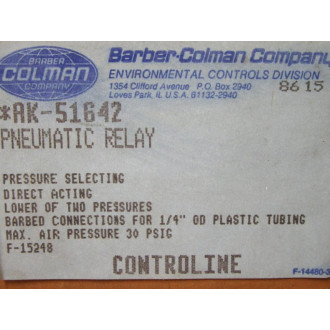 BARBER
COLMAN
COMPANY
Barber-Colman Company
ENVIRONMENTAL CONTROLS DIVISION
1354 Clifford Avenue P.O. Box 2940
Loves Park, Il. U.S.A. 61132-2940
8615
*AK-51642
PNEUMATIC RELAY
PRESSURE SELECTING
DIRECT ACTING
LOWER OF TWO PRESSURES
BARBED CONNECTIONS FOR 1/4" OD PLASTIC TUBING
MAX. AIR PRESSURE 30 PSIG
F-15248
CONTROLINE
F-14480-3